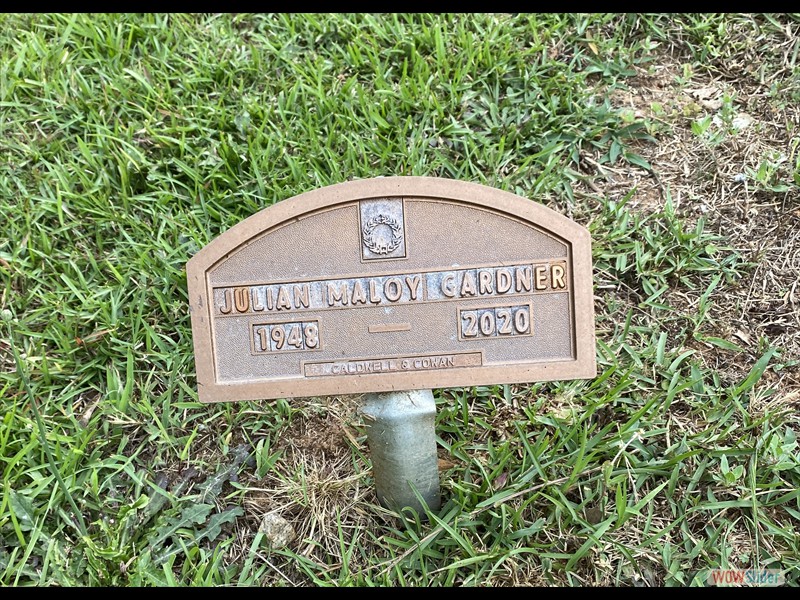 JULIAN MALOY GARDNER
1948 — 2020
CALDWELL & COWAN
WOWSlider